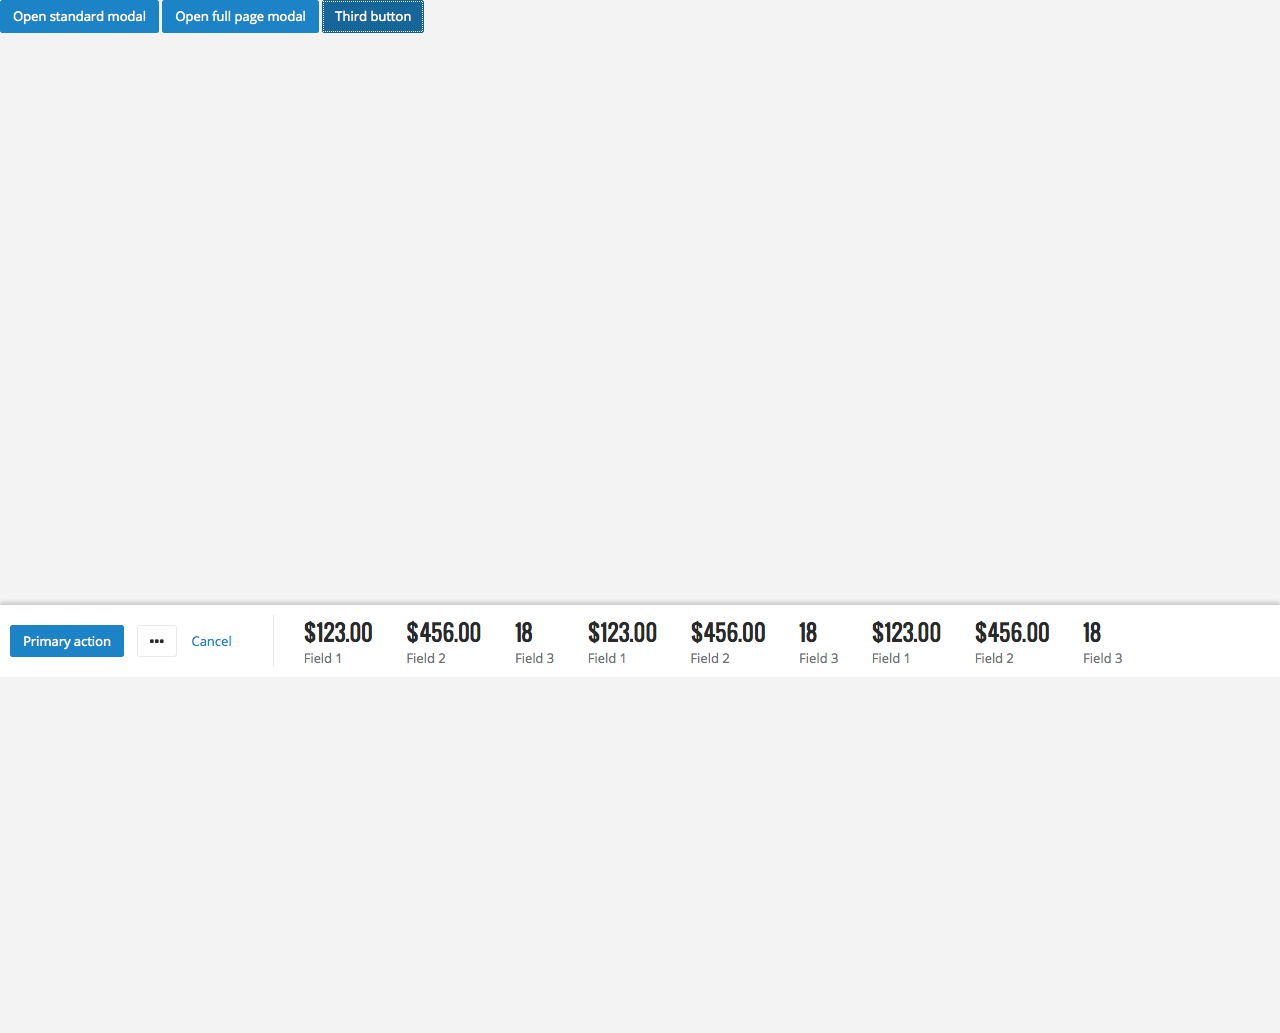 Open standard modal Open full page modal Third button
Primary action ••• Cancel
$123.00 $456.00 18 $123.00 $456.00 18 $123.00 $456.00 18
Field 1 Field 2 Field 3 Field 1 Field 2 Field 3 Field 1 Field 2 Field 3